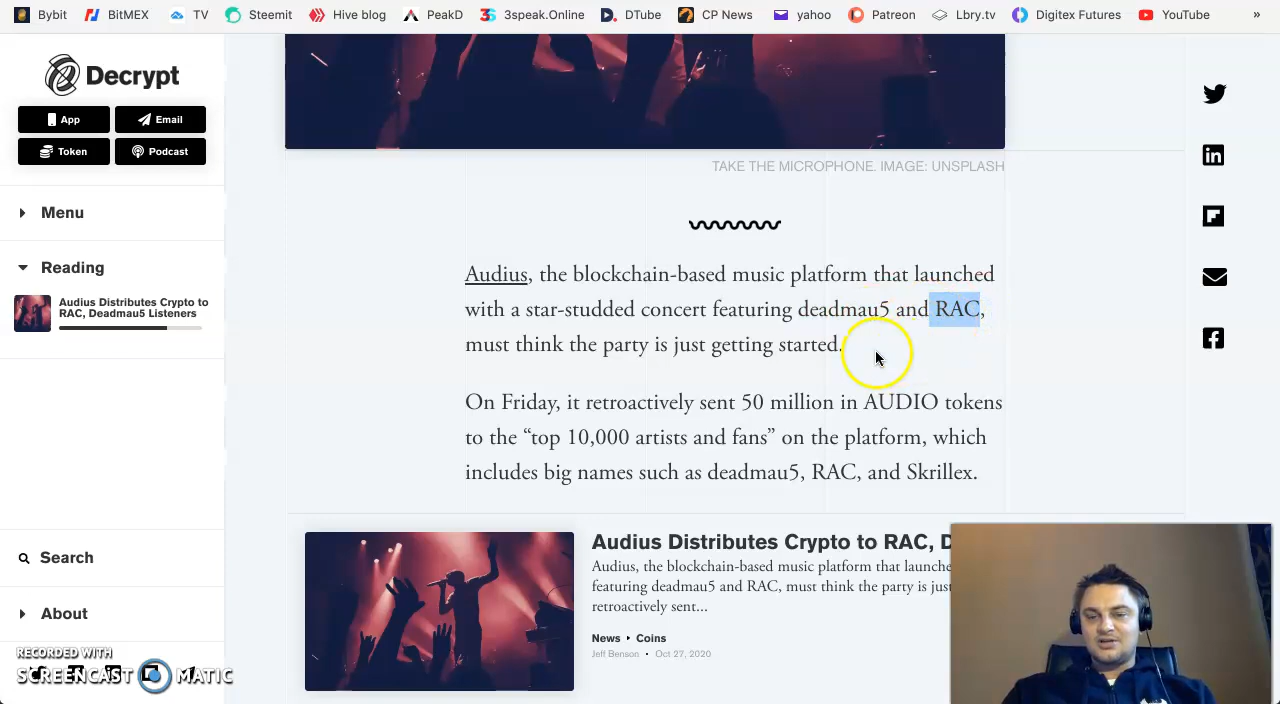 Bybit BitMEX TV Steemit Hive blog PeakD 3speak.Online DTube CP News yahoo Patreon Lbry.tv Digitex Futures YouTube »
Decrypt
App Email
Token Podcast
Menu
Reading
Audius Distributes Crypto to
RAC, Deadmau5 Listeners
Search
About
RECORDED WITH
SCREENCAST MATIC
TAKE THE MICROPHONE. IMAGE: UNSPLASH
Audius, the blockchain-based music platform that launched
with a star-studded concert featuring deadmau5 and RAC,
must think the party is just getting started.
On Friday, it retroactively sent 50 million in AUDIO tokens
to the “top 10,000 artists and fans” on the platform, which
includes big names such as deadmau5, RAC, and Skrillex.
Audius Distributes Crypto to RAC, D
Audius, the blockchain-based music platform that launche
featuring deadmau5 and RAC, must think the party is jus
retroactively sent...
News Coins
Jeff Benson • Oct 27, 2020